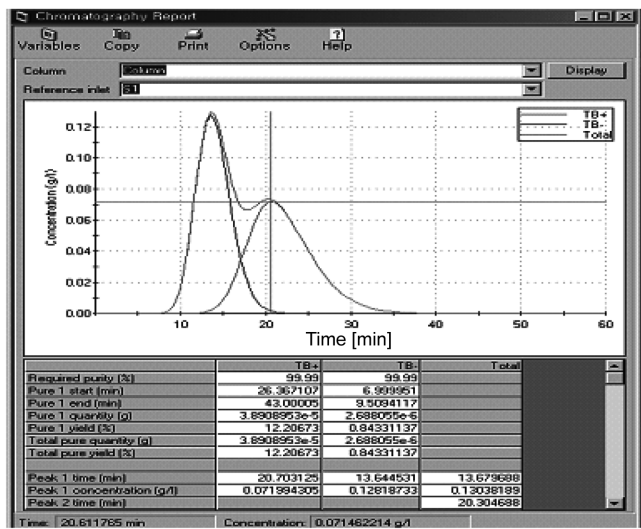 Chromatography Report
Variables Copy Print Options Help
Column Column Display
Reference inlet S1
TB+
TB-
Total
0.12
0.10
0.08
0.06
0.04
0.02
0.00
Concentration (g/l)
10 20 30 40 50 60
Time [min]
TB+ TB- Total
Required purity (%) 99.99 99.99
Pure 1 start (min) 26.367107 6.999951
Pure 1 end (min) 43.00005 9.5094117
Pure 1 quantity (g) 3.8908953e-5 2.688055e-6
Pure 1 yield (%) 12.20673 0.84331137
Total pure quantity (g) 3.8908953e-5 2.688055e-6
Total pure yield (%) 12.20673 0.84331137
Peak 1 time (min) 20.703125 13.644531 13.679688
Peak 1 concentration (g/l) 0.071994305 0.12818733 0.13038189
Peak 2 time (min) 20.304688
Time: 20.611765 min Concentration: 0.071462214 g/l